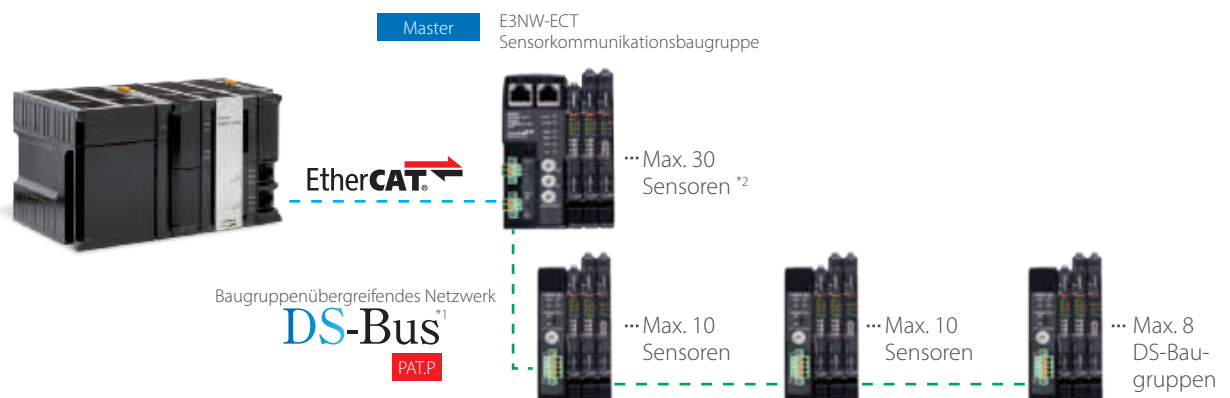 Master
E3NW-ECT
Sensorkommunikationsbaugruppe
EtherCAT®
··· Max. 30
Sensoren *2
Baugruppenübergreifendes Netzwerk
DS-Bus*1
PAT.P
··· Max. 10
Sensoren
··· Max. 10
Sensoren
··· Max. 8
DS-Bau-
gruppen